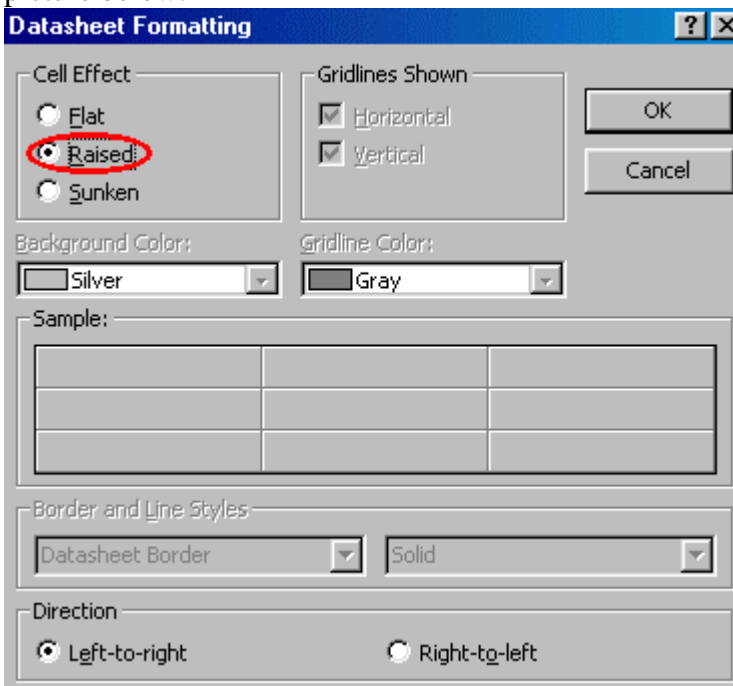 Datasheet Formatting
Cell Effect
Flat
Raised
Sunken
Gridlines Shown
Horizontal
Vertical
OK
Cancel
Background Color:
Silver
Gridline Color:
Gray
Sample:
Border and Line Styles
Datasheet Border
Solid
Direction
Left-to-right
Right-to-left